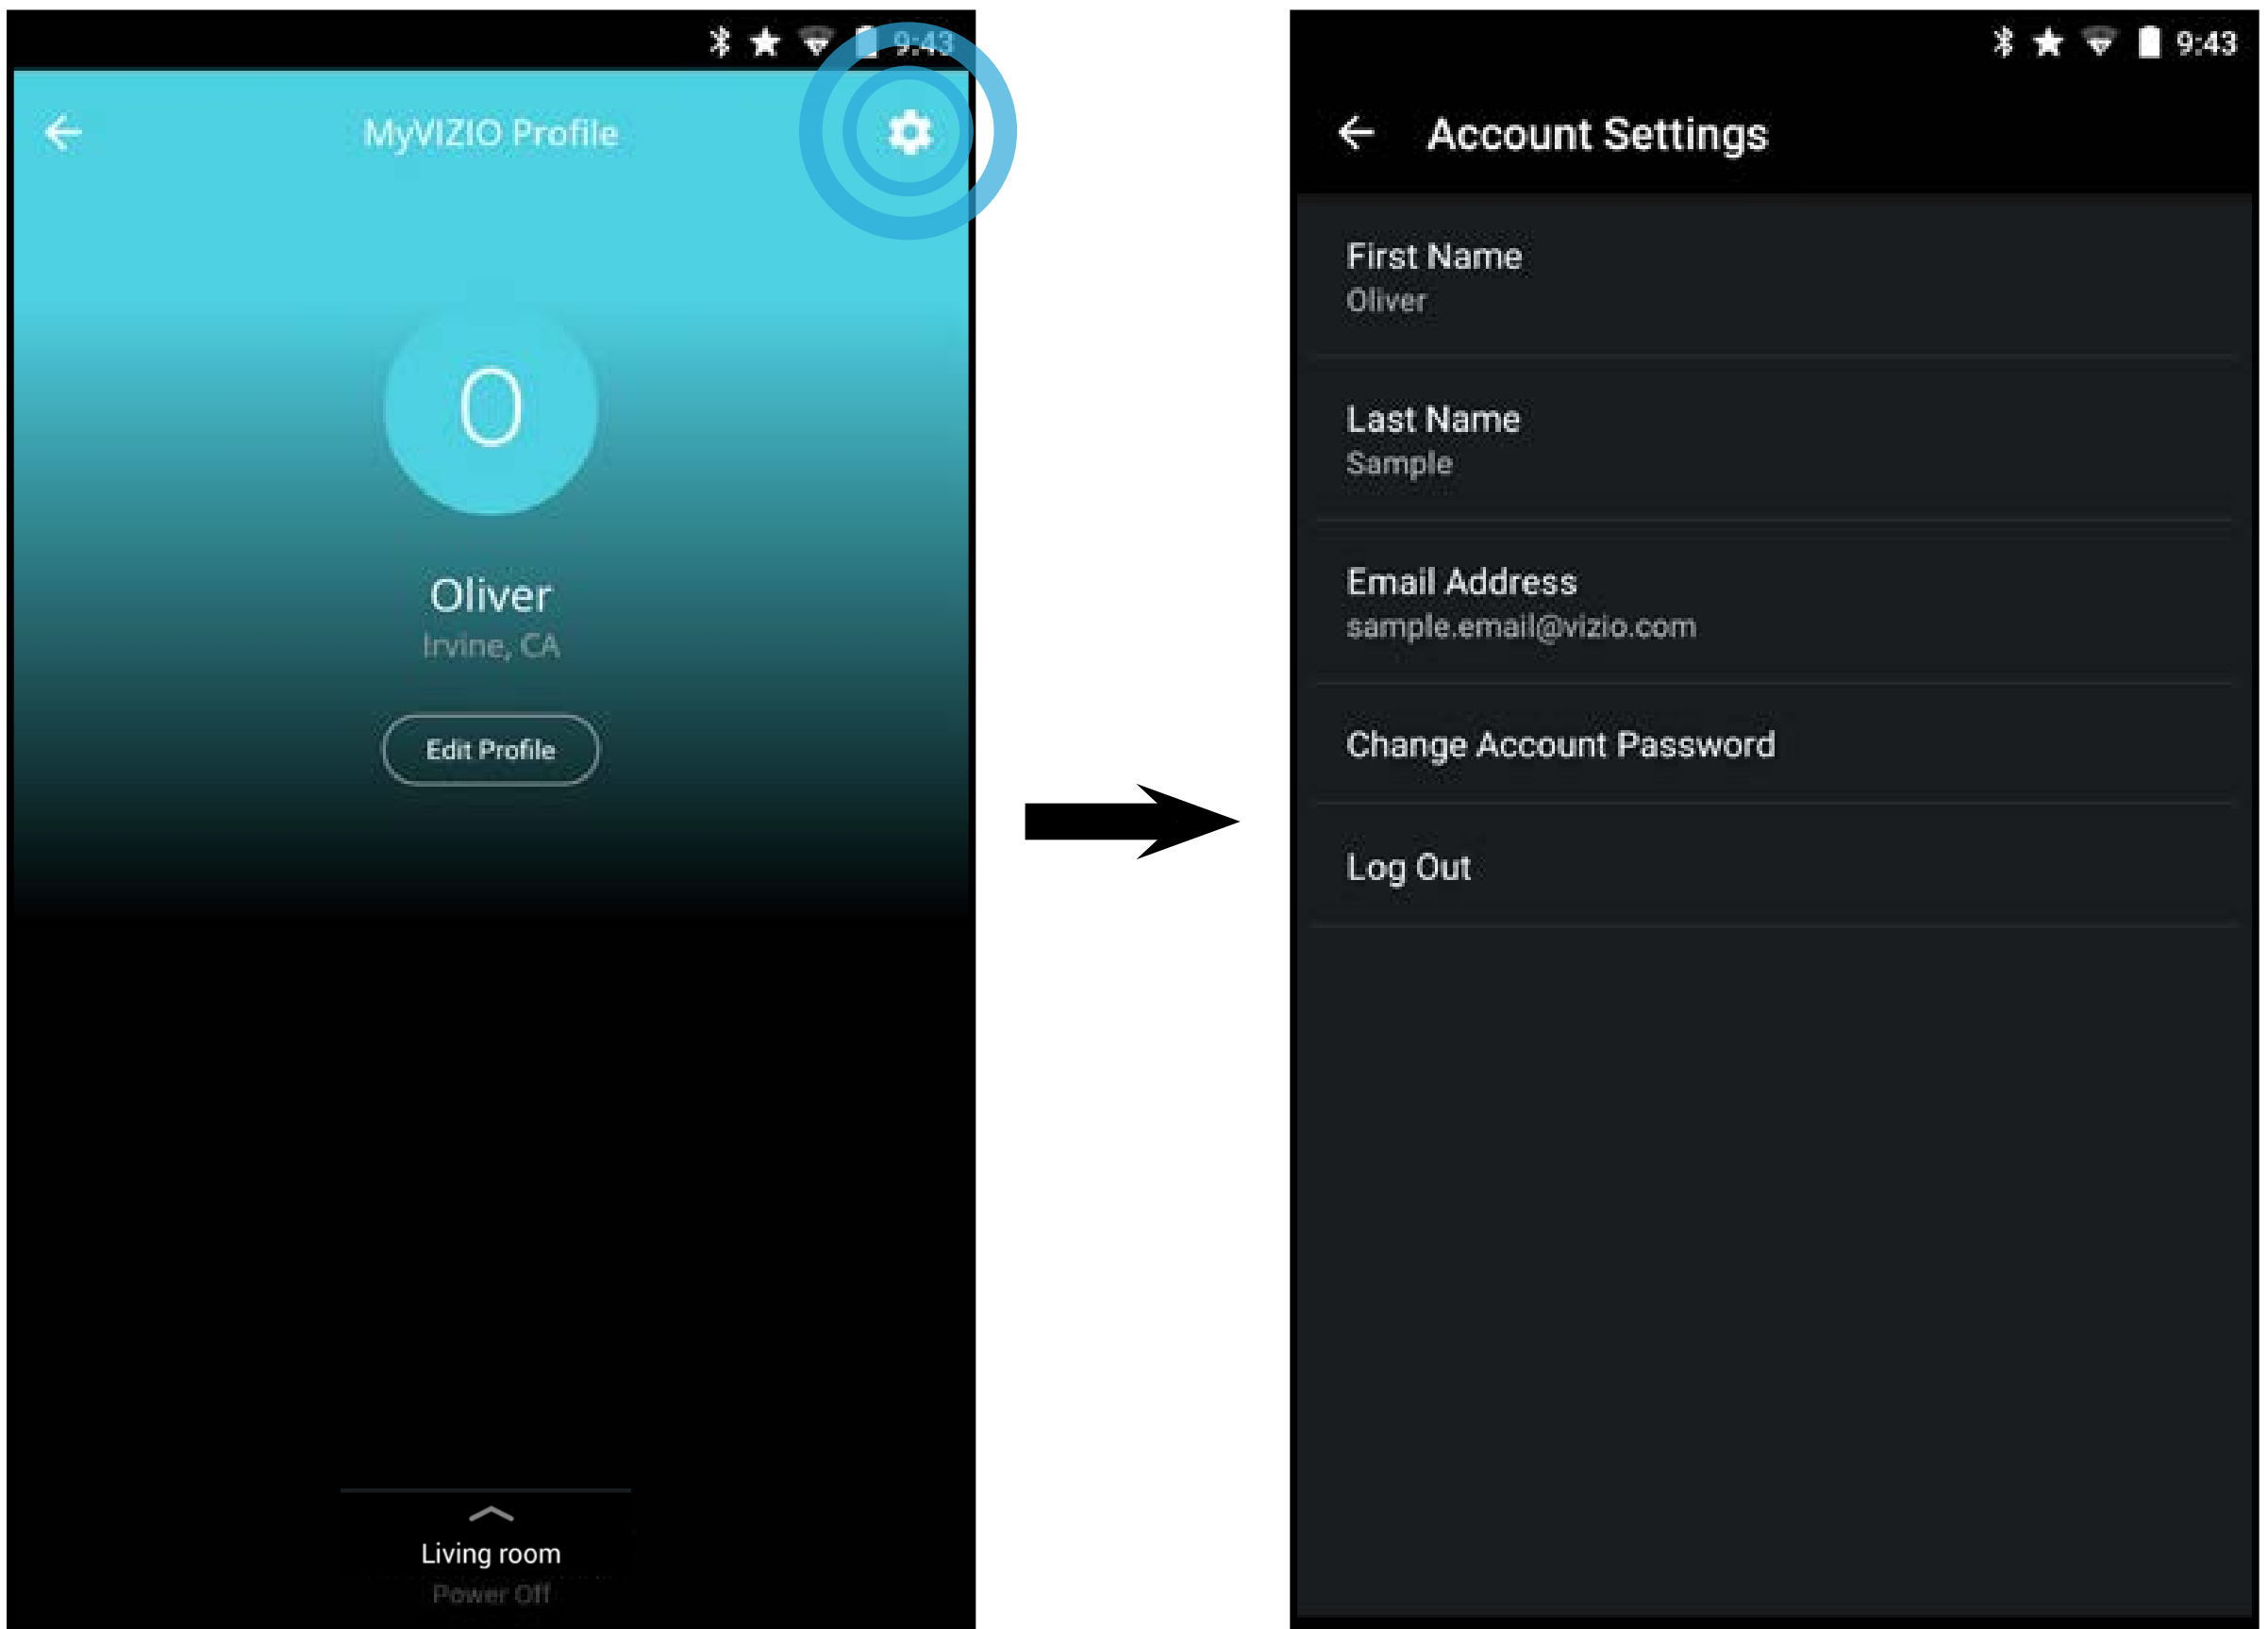 9:43
MyVIZIO Profile
O
Oliver
Irvine, CA
Edit Profile
Living room
Power Off
9:43
Account Settings
First Name
Oliver
Last Name
Sample
Email Address
sample.email@vizio.com
Change Account Password
Log Out